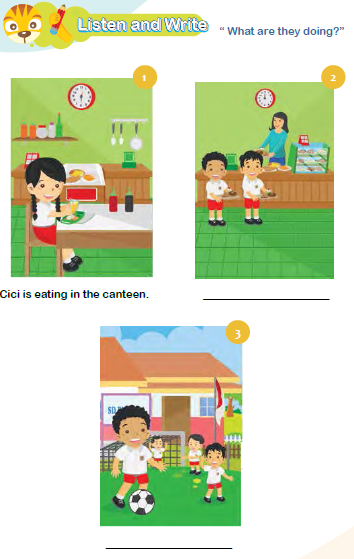 Listen and Write
“ What are they doing?”
1
2
Cici is eating in the canteen.
3